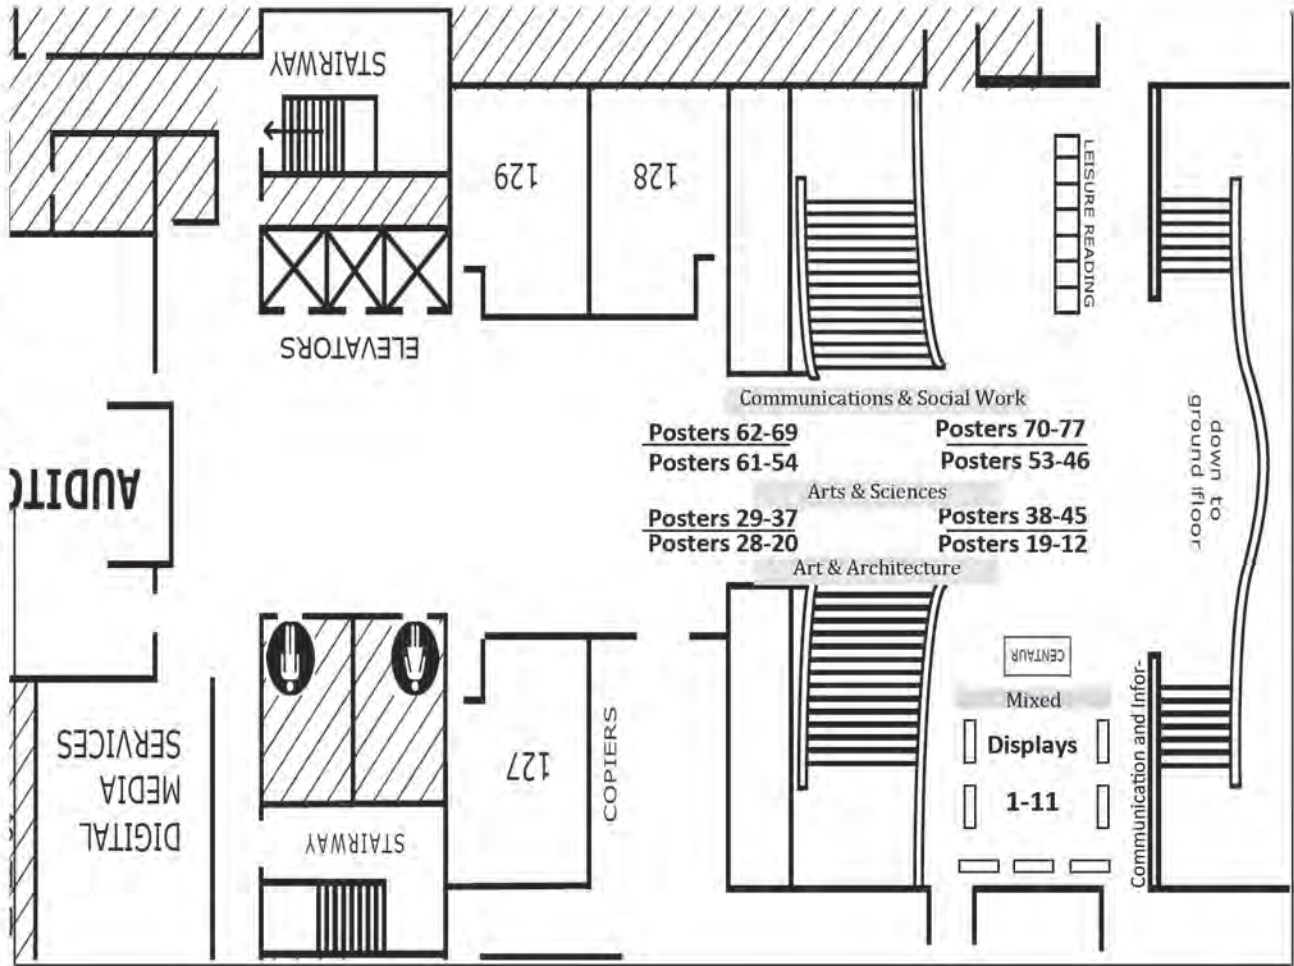 STAIRWAY
129
128
LEISURE READING
ELEVATORS
Communications & Social Work
Posters 62-69
Posters 70-77
Posters 61-54
Posters 53-46
Arts & Sciences
Posters 29-37
Posters 38-45
Posters 28-20
Posters 19-12
Art & Architecture
down to
ground floor
AUDITO
CENTAUR
Mixed
Displays
1-11
Communication and Infor-
DIGITAL
MEDIA
SERVICES
127
COPIERS
STAIRWAY